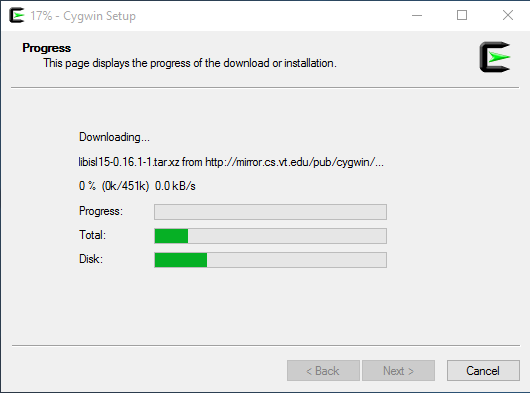 17% - Cygwin Setup
Progress
This page displays the progress of the download or installation.
Downloading...
libisl15-0.16.1-1.tar.xz from http://mirror.cs.vt.edu/pub/cygwin/...
0 % (0k/451k) 0.0 kB/s
Progress:
Total:
Disk:
< Back
Next >
Cancel